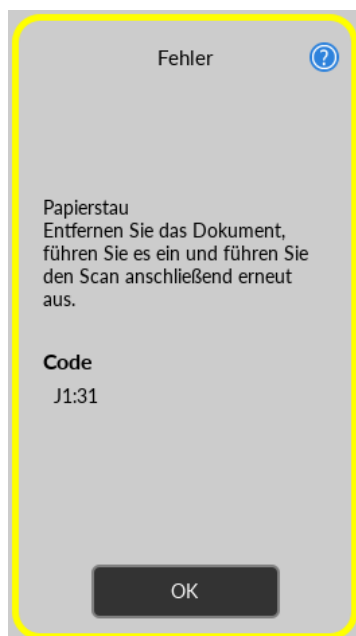 Fehler
?
Papierstau
Entfernen Sie das Dokument,
führen Sie es ein und führen Sie
den Scan anschließend erneut
aus.
Code
J1:31
OK